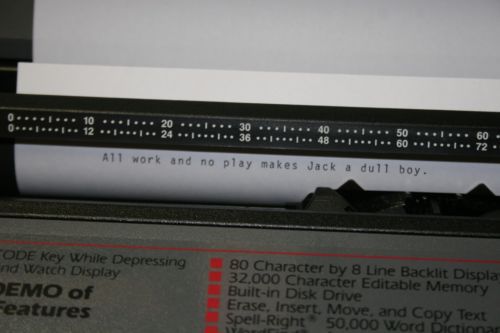 0 10 20 30 40 50 60
0 12 24 36 48 60 72
All work and no play makes Jack a dull boy.
CODE Key While Depressing
and Watch Display
DEMO of
Features
80 Character by 8 Line Backlit Display
32,000 Character Editable Memory
Built-in Disk Drive
Erase, Insert, Move, and Copy Text
Spell-Right® 50,000 Word